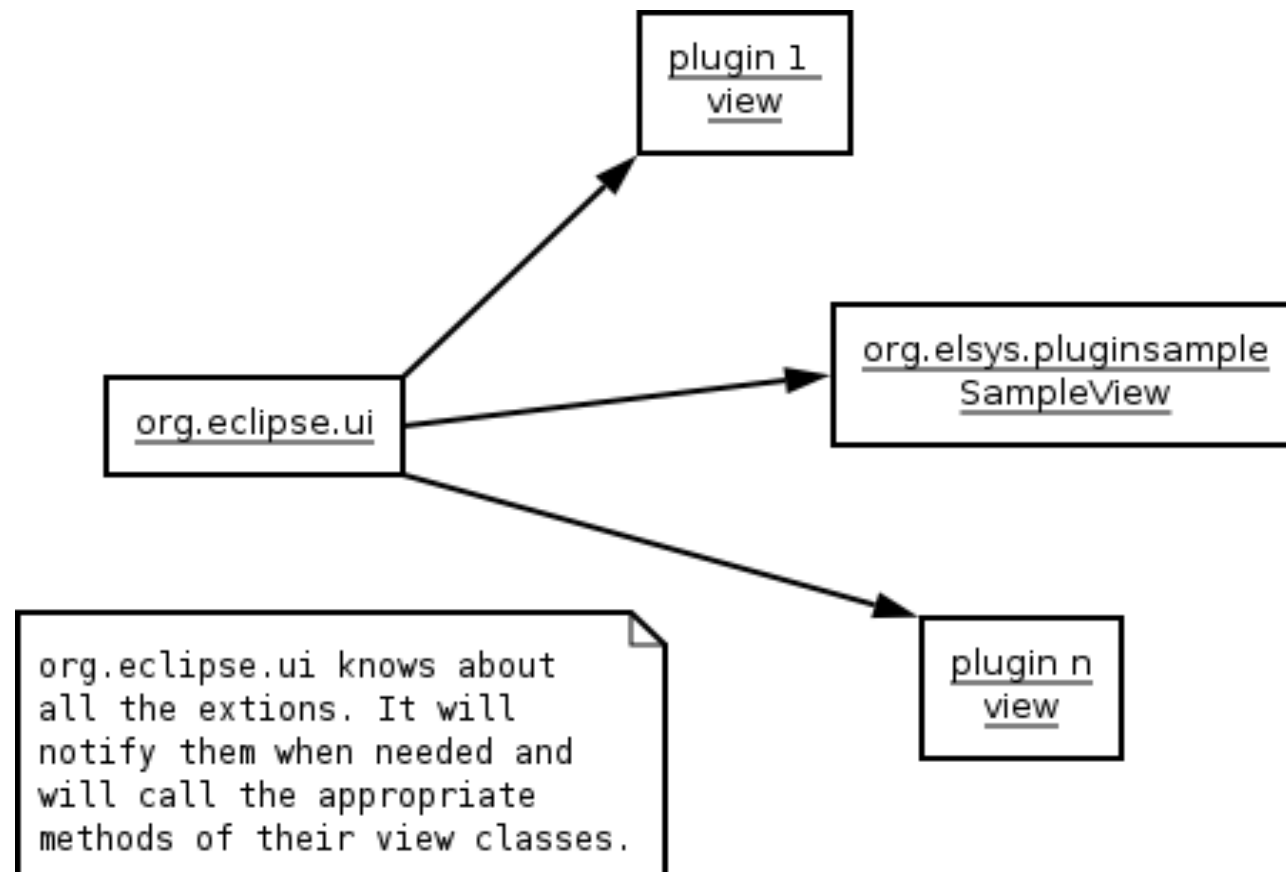 plugin 1
view
org.elsys.pluginsample
SampleView
org.eclipse.ui
plugin n
view
org.eclipse.ui knows about
all the extions. It will
notify them when needed and
will call the appropriate
methods of their view classes.